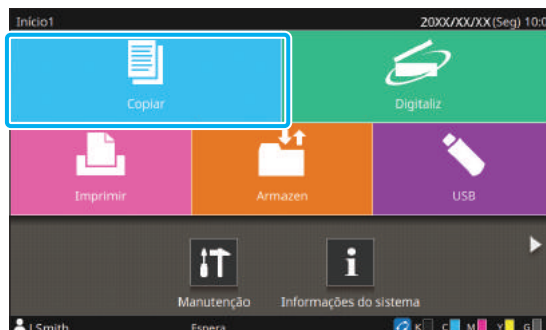 Início1 20XX/XX/XX(Seg) 10:0
Copiar Digitaliz
Imprimir Armazen USB
Manutenção Informações do sistema
J.Smith Espera K C M Y G